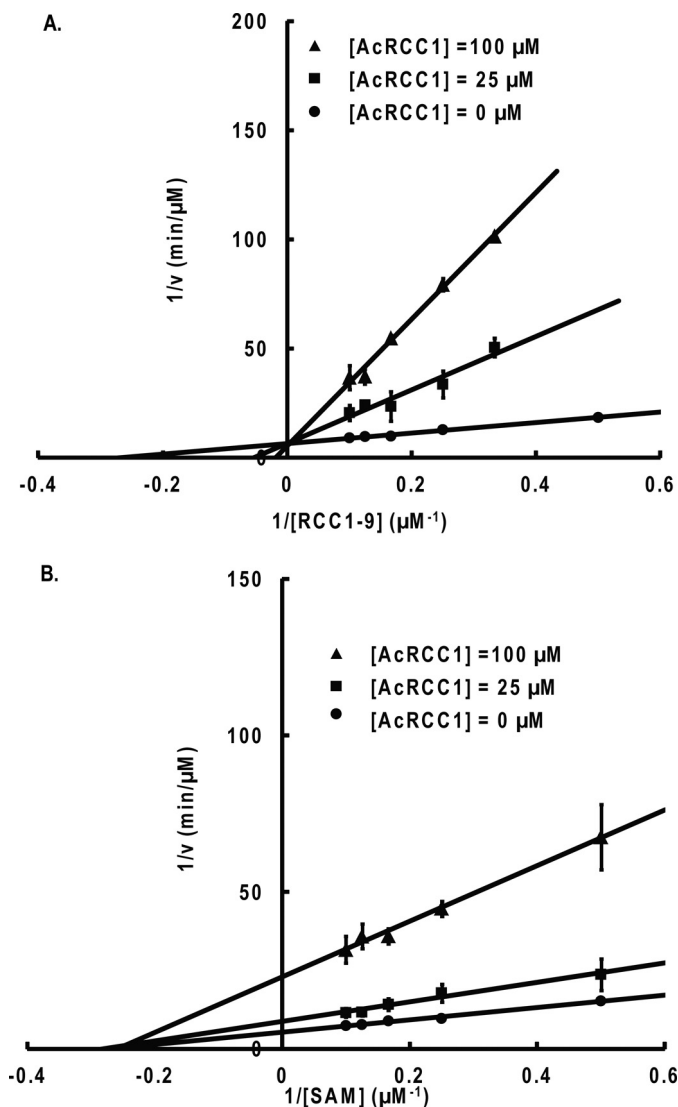 A.
200
[AcRCC1] =100 µM
[AcRCC1] = 25 µM
[AcRCC1] = 0 µM
150
1/v (min/µM)
100
50
0
-0.4 -0.2 0 0.2 0.4 0.6
1/[RCC1-9] (µM⁻¹)
B.
150
[AcRCC1] =100 µM
[AcRCC1] = 25 µM
[AcRCC1] = 0 µM
100
1/v (min/µM)
50
0
-0.4 -0.2 0 0.2 0.4 0.6
1/[SAM] (µM⁻¹)